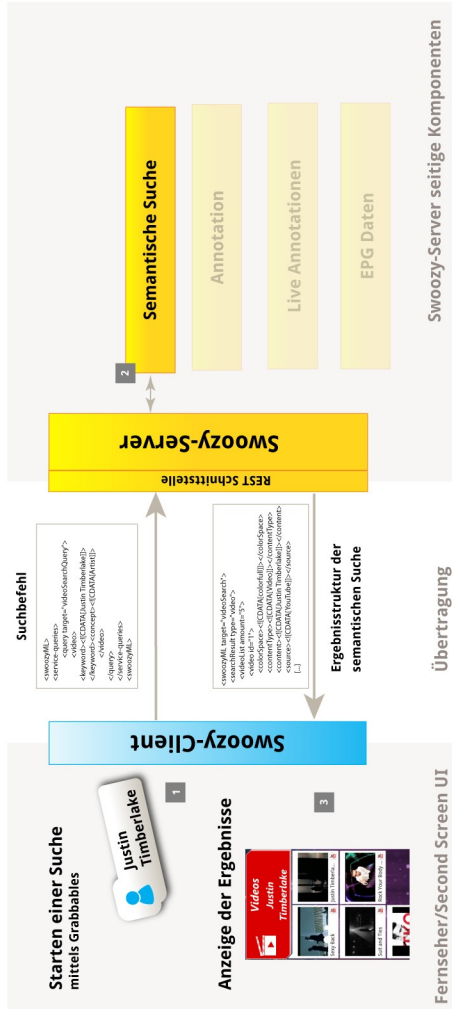 Starten einer Suche
mittels Grabbables
Justin
Timberlake
1
Anzeige der Ergebnisse
3
Videos
Justin
Timberlake
Sexy Back
Justin Timberla...
Suit and Ties
Rock Your Body ...
Fernseher/Second Screen UI
Swoozy-Client
Suchbefehl
<swoozyML>
<service-queries>
<query target="videoSearchQuery">
<video>
<keyword><![CDATA[Justin Timberlake]]>
</keyword><concept><![CDATA[Artist]]>
</video>
</query>
</service-queries>
<swoozyML>
<swoozyML target="videoSearch">
<searchResult type="video">
<videoList amount="5">
<video id="1">
<colorSpace><![CDATA[colorfull]]></colorSpace>
<contentType><![CDATA[Video]]></contentType>
<content><![CDATA[Justin Timberlake]]></content>
<source><![CDATA[YouTube]]></source>
[...]
Ergebnisstruktur der
semantischen Suche
Übertragung
REST Schnittstelle
Swoozy-Server
2
Semantische Suche
Annotation
Live Annotationen
EPG Daten
Swoozy-Server seitige Komponenten